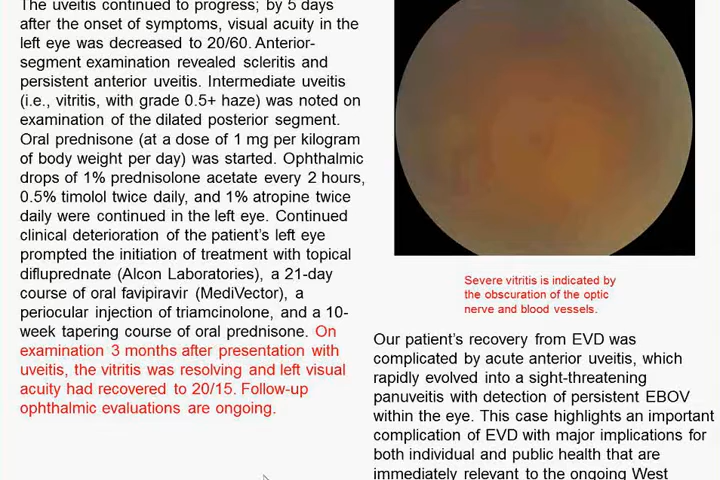 The uveitis continued to progress; by 5 days
after the onset of symptoms, visual acuity in the
left eye was decreased to 20/60. Anterior-
segment examination revealed scleritis and
persistent anterior uveitis. Intermediate uveitis
(i.e., vitritis, with grade 0.5+ haze) was noted on
examination of the dilated posterior segment.
Oral prednisone (at a dose of 1 mg per kilogram
of body weight per day) was started. Ophthalmic
drops of 1% prednisolone acetate every 2 hours,
0.5% timolol twice daily, and 1% atropine twice
daily were continued in the left eye. Continued
clinical deterioration of the patient's left eye
prompted the initiation of treatment with topical
difluprednate (Alcon Laboratories), a 21-day
course of oral favipiravir (MediVector), a
periocular injection of triamcinolone, and a 10-
week tapering course of oral prednisone. On
examination 3 months after presentation with
uveitis, the vitritis was resolving and left visual
acuity had recovered to 20/15. Follow-up
ophthalmic evaluations are ongoing.
Severe vitritis is indicated by
the obscuration of the optic
nerve and blood vessels.
Our patient's recovery from EVD was
complicated by acute anterior uveitis, which
rapidly evolved into a sight-threatening
panuveitis with detection of persistent EBOV
within the eye. This case highlights an important
complication of EVD with major implications for
both individual and public health that are
immediately relevant to the ongoing West